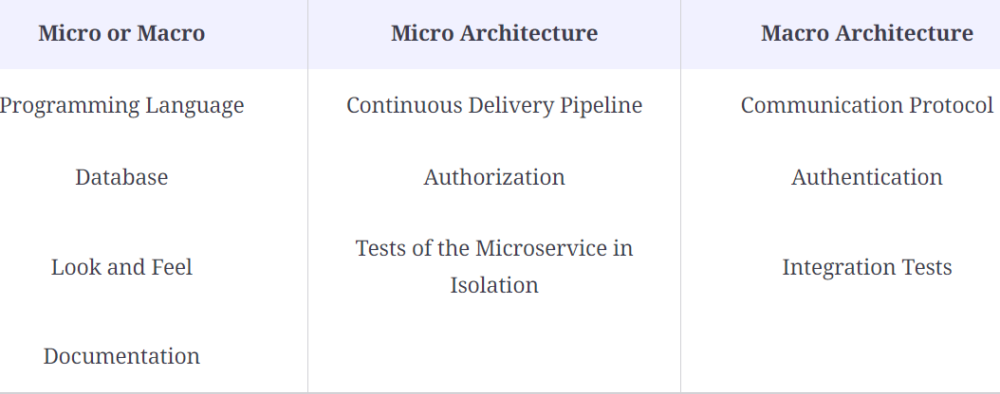 Micro or Macro
Micro Architecture
Macro Architecture
Programming Language
Continuous Delivery Pipeline
Communication Protocol
Database
Authorization
Authentication
Look and Feel
Tests of the Microservice in
Isolation
Integration Tests
Documentation